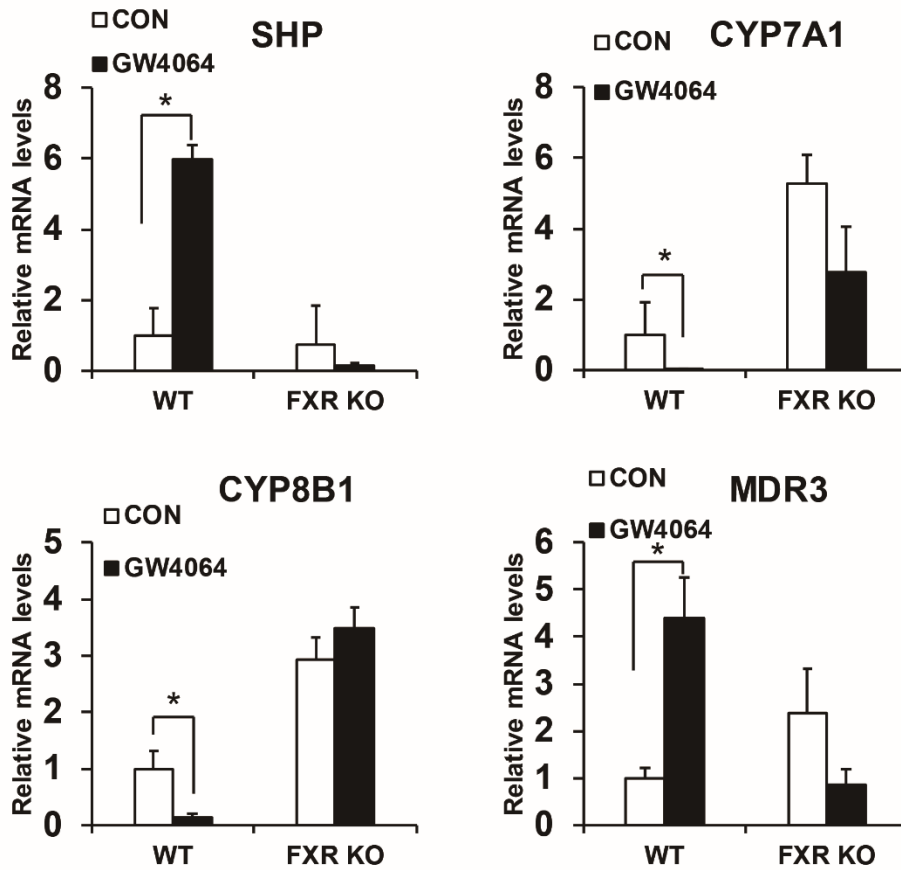 CON
SHP
GW4064
Relative mRNA levels
8
6
4
2
0
*
WT
FXR KO
CYP7A1
CON
GW4064
Relative mRNA levels
8
6
4
2
0
*
WT
FXR KO
CYP8B1
CON
GW4064
Relative mRNA levels
5
4
3
2
1
0
*
WT
FXR KO
CON
MDR3
GW4064
Relative mRNA levels
6
5
4
3
2
1
0
*
WT
FXR KO